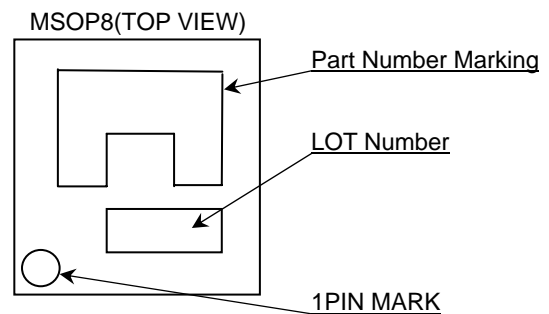 MSOP8(TOP VIEW)
Part Number Marking
LOT Number
1PIN MARK